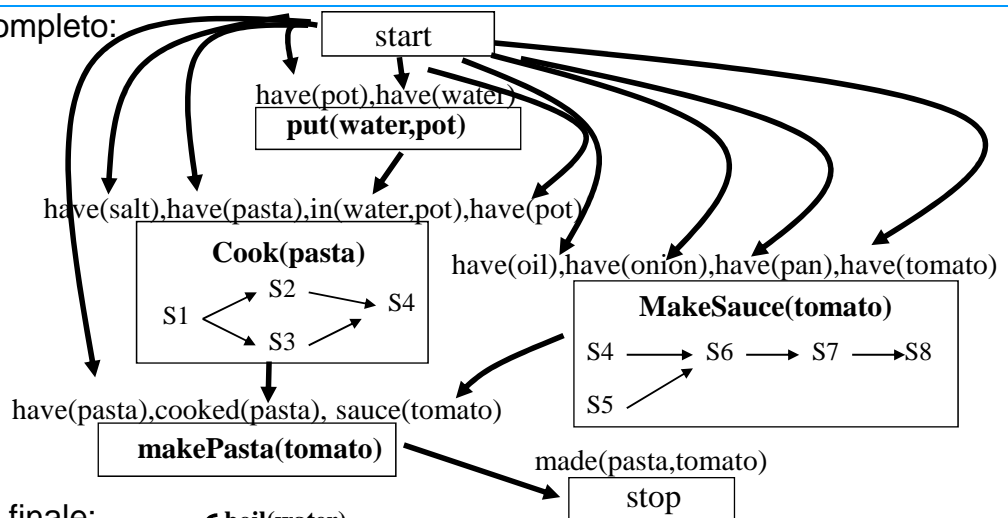 ompleto:
start
have(pot),have(water)
put(water,pot)
have(salt),have(pasta),in(water,pot),have(pot)
Cook(pasta)
S1
S2
S3
S4
have(oil),have(onion),have(pan),have(tomato)
MakeSauce(tomato)
S4
S6
S7
S8
S5
have(pasta),cooked(pasta), sauce(tomato)
makePasta(tomato)
made(pasta,tomato)
stop
finale:
boil(water)